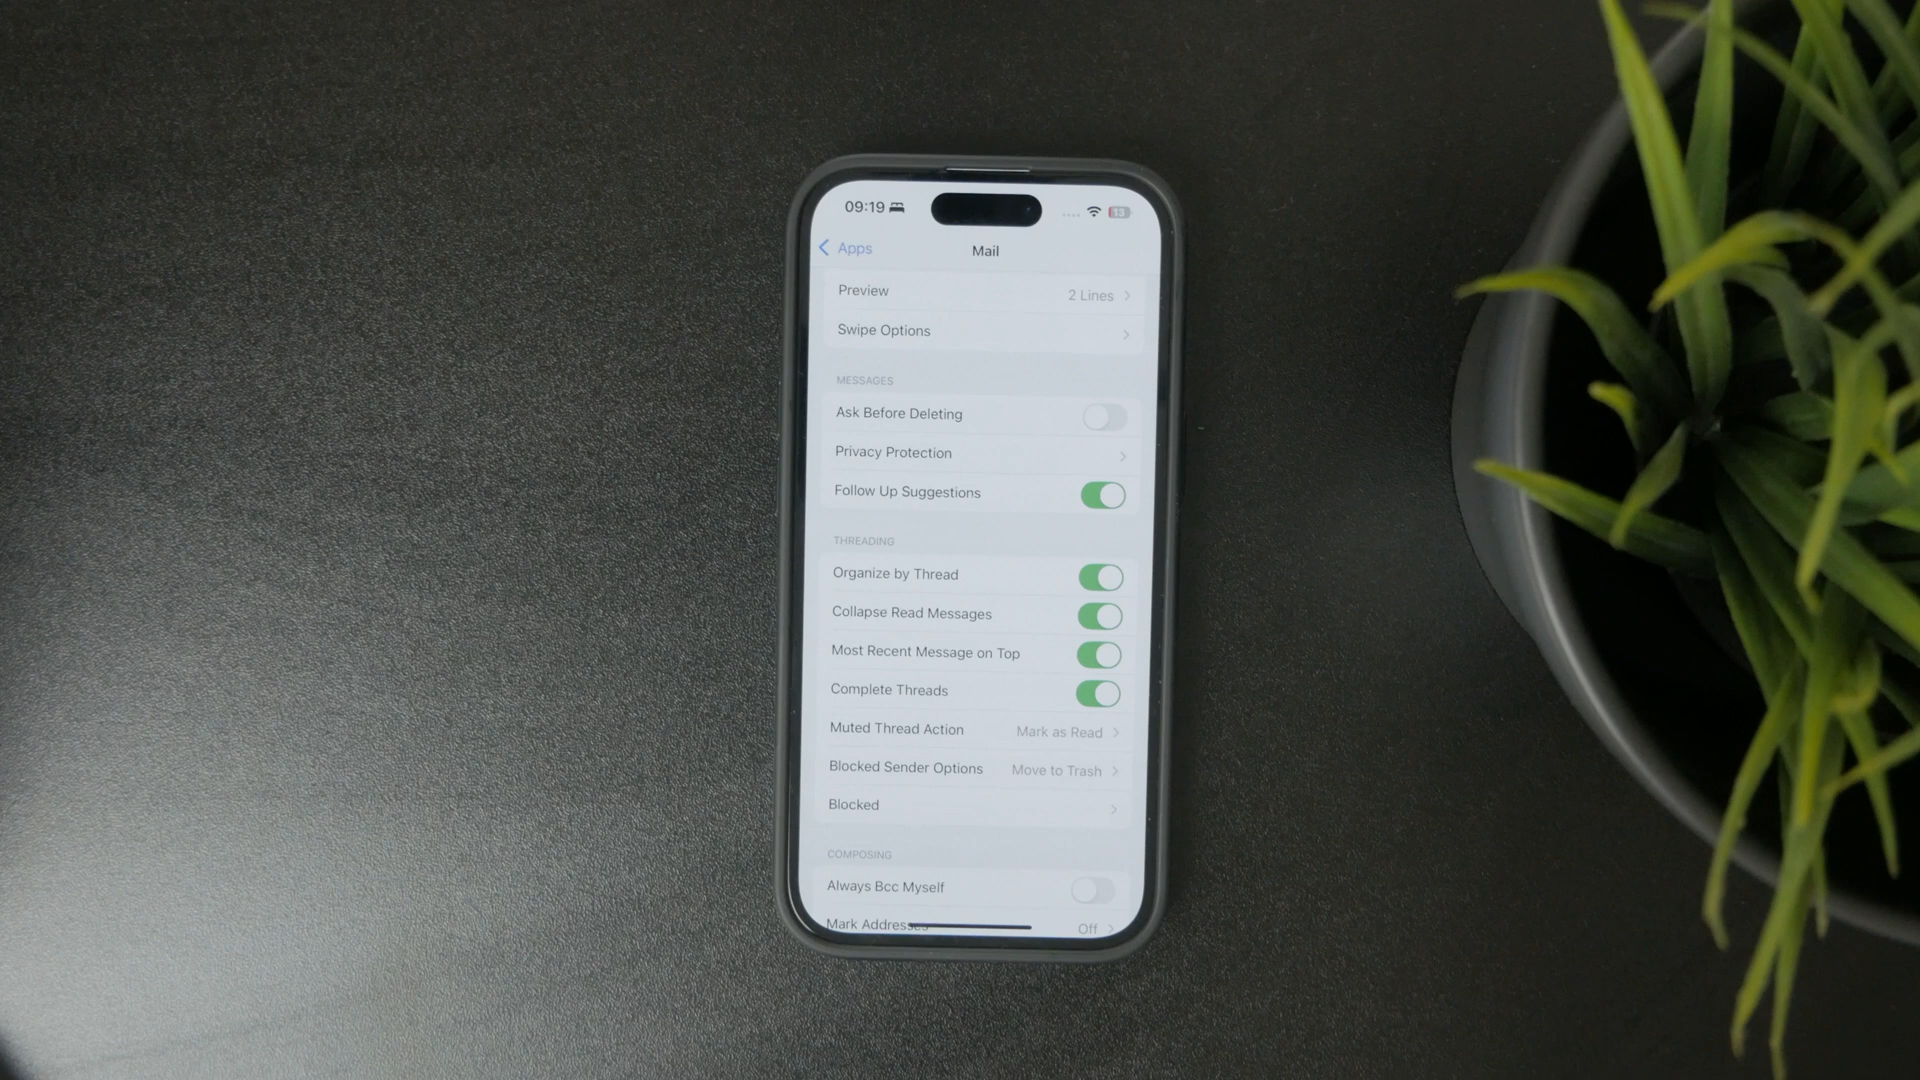 09:19
13
Apps
Mail
Preview 2 Lines
Swipe Options
MESSAGES
Ask Before Deleting
Privacy Protection
Follow Up Suggestions
THREADING
Organize by Thread
Collapse Read Messages
Most Recent Message on Top
Complete Threads
Muted Thread Action Mark as Read
Blocked Sender Options Move to Trash
Blocked
COMPOSING
Always Bcc Myself
Mark Addresses Off